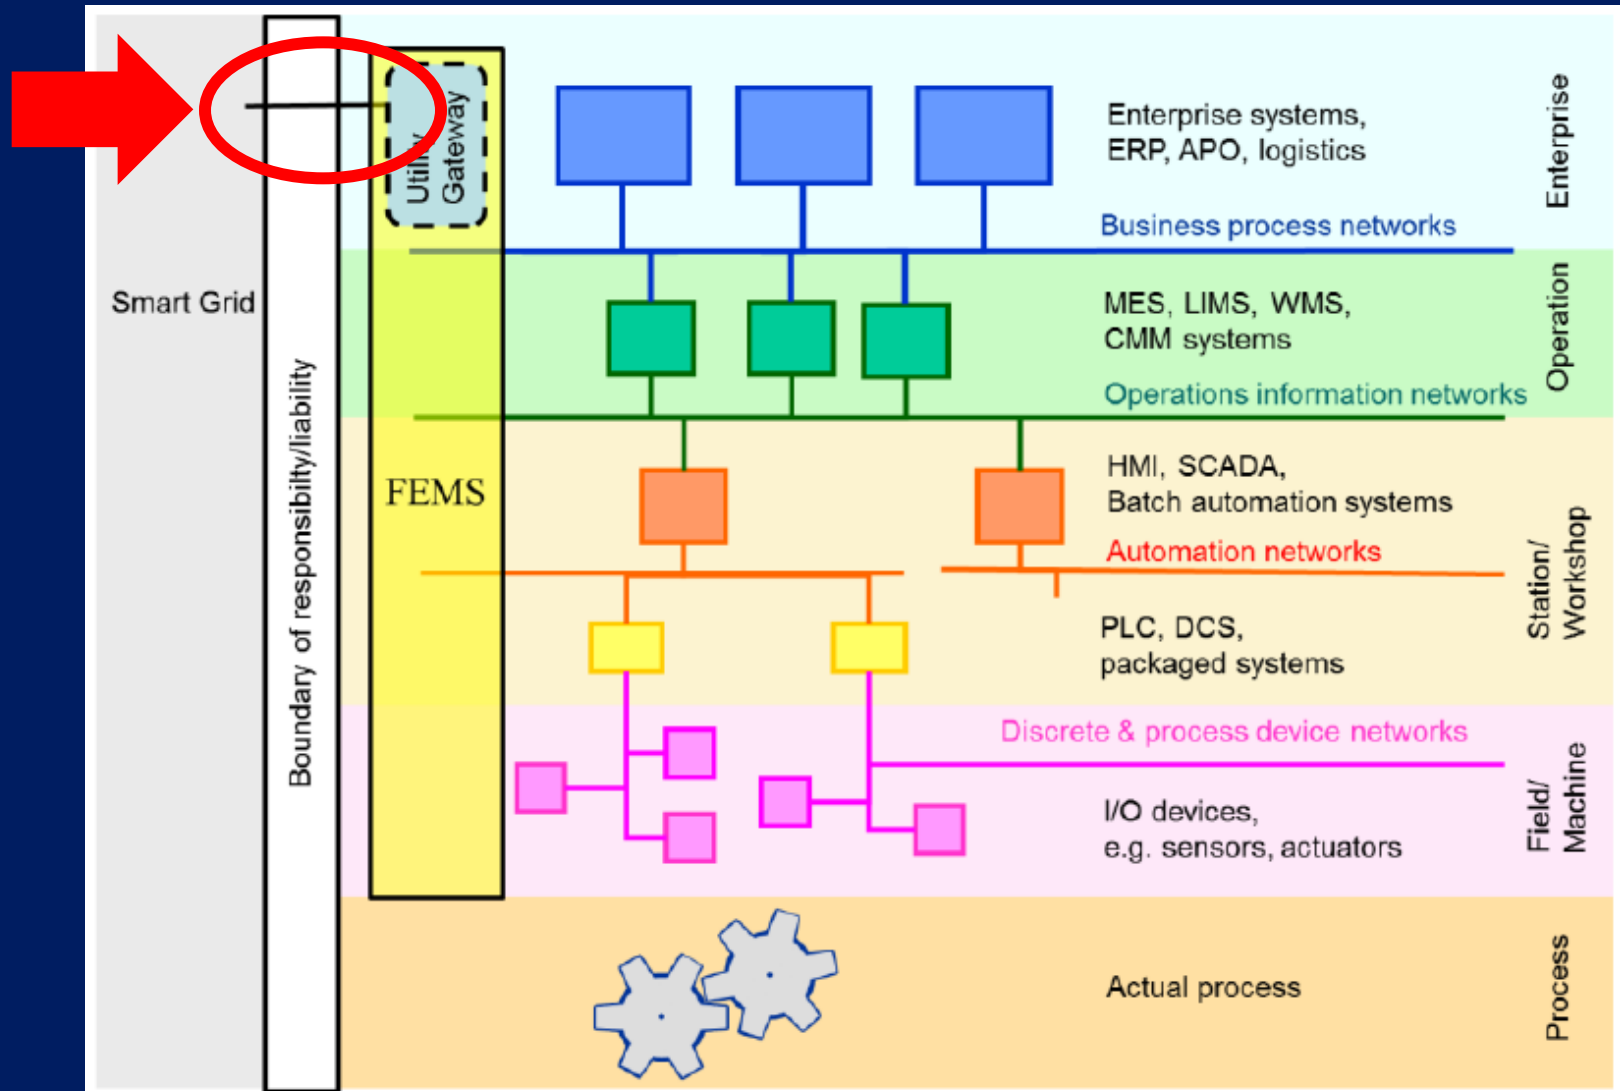 Utility
Gateway
Enterprise systems,
ERP, APO, logistics
Enterprise
Business process networks
Smart Grid
MES, LIMS, WMS,
CMM systems
Operation
Operations information networks
Boundary of responsibilty/liability
FEMS
HMI, SCADA,
Batch automation systems
Automation networks
Station/
Workshop
PLC, DCS,
packaged systems
Discrete & process device networks
I/O devices,
e.g. sensors, actuators
Field/
Machine
Actual process
Process